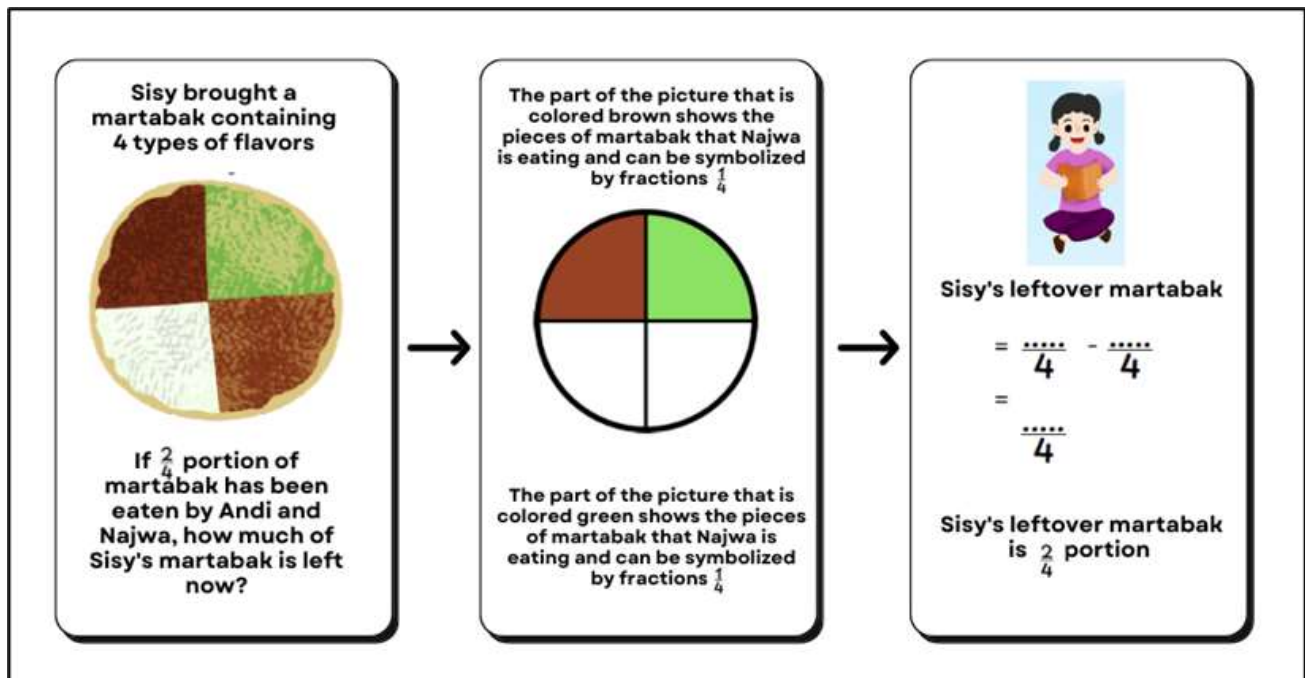 Sisy brought a
martabak containing
4 types of flavors
-
If 2/4 portion of
martabak has been
eaten by Andi and
Najwa, how much of
Sisy's martabak is left
now?
The part of the picture that is
colored brown shows the
pieces of martabak that Najwa
is eating and can be symbolized
by fractions 1/4
The part of the picture that is
colored green shows the pieces
of martabak that Najwa is
eating and can be symbolized
by fractions 1/4
Sisy's leftover martabak
= ...../4 - ...../4
=
...../4
Sisy's leftover martabak
is 2/4 portion